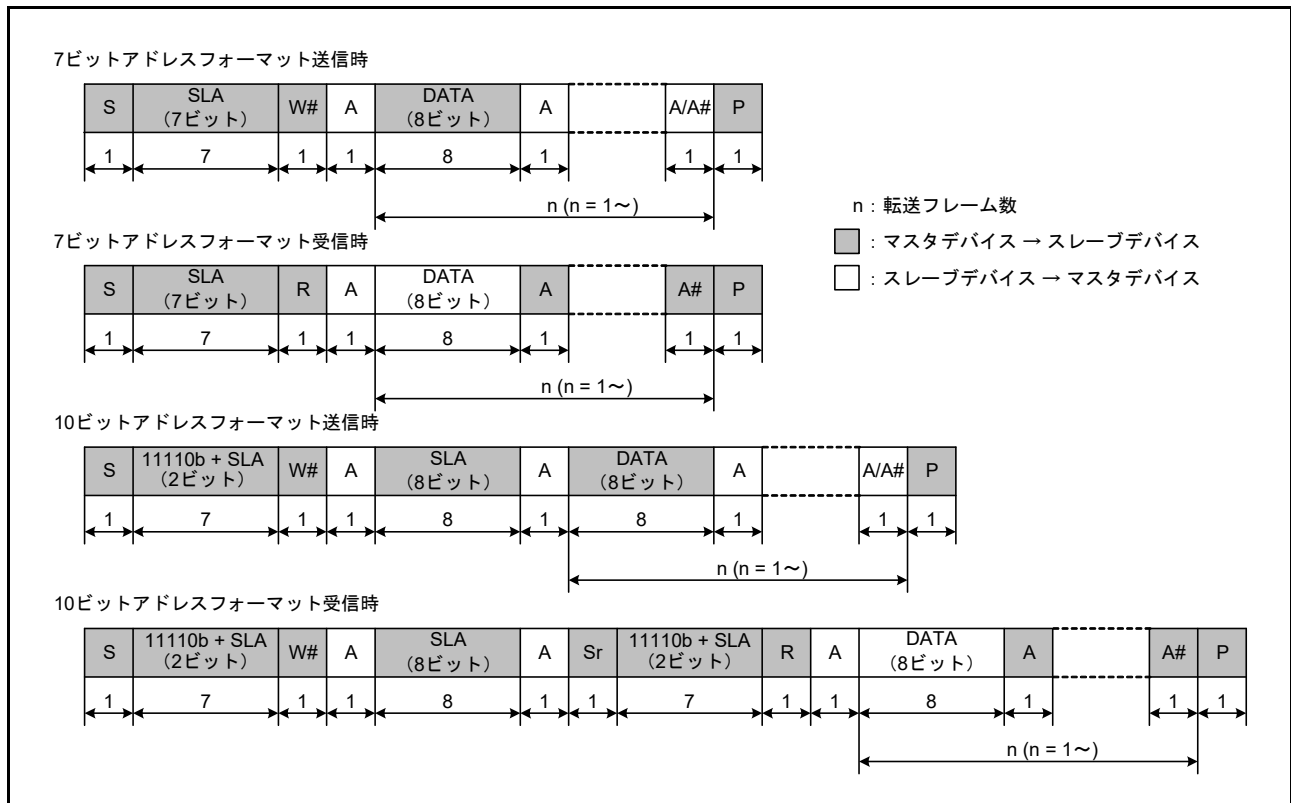 7ビットアドレスフォーマット送信時
S SLA W# A DATA A A/A# P
(7ビット) (8ビット)
1 7 1 1 8 1 1 1
n (n = 1~)
n : 転送フレーム数
: マスタデバイス → スレーブデバイス
: スレーブデバイス → マスタデバイス
7ビットアドレスフォーマット受信時
S SLA R A DATA A A# P
(7ビット) (8ビット)
1 7 1 1 8 1 1 1
n (n = 1~)
10ビットアドレスフォーマット送信時
S 11110b + SLA W# A SLA A DATA A A/A# P
(2ビット) (8ビット) (8ビット)
1 7 1 1 8 1 8 1 1 1
n (n = 1~)
10ビットアドレスフォーマット受信時
S 11110b + SLA W# A SLA A Sr 11110b + SLA R A DATA A A# P
(2ビット) (8ビット) (2ビット) (8ビット)
1 7 1 1 8 1 1 7 1 1 8 1 1 1
n (n = 1~)